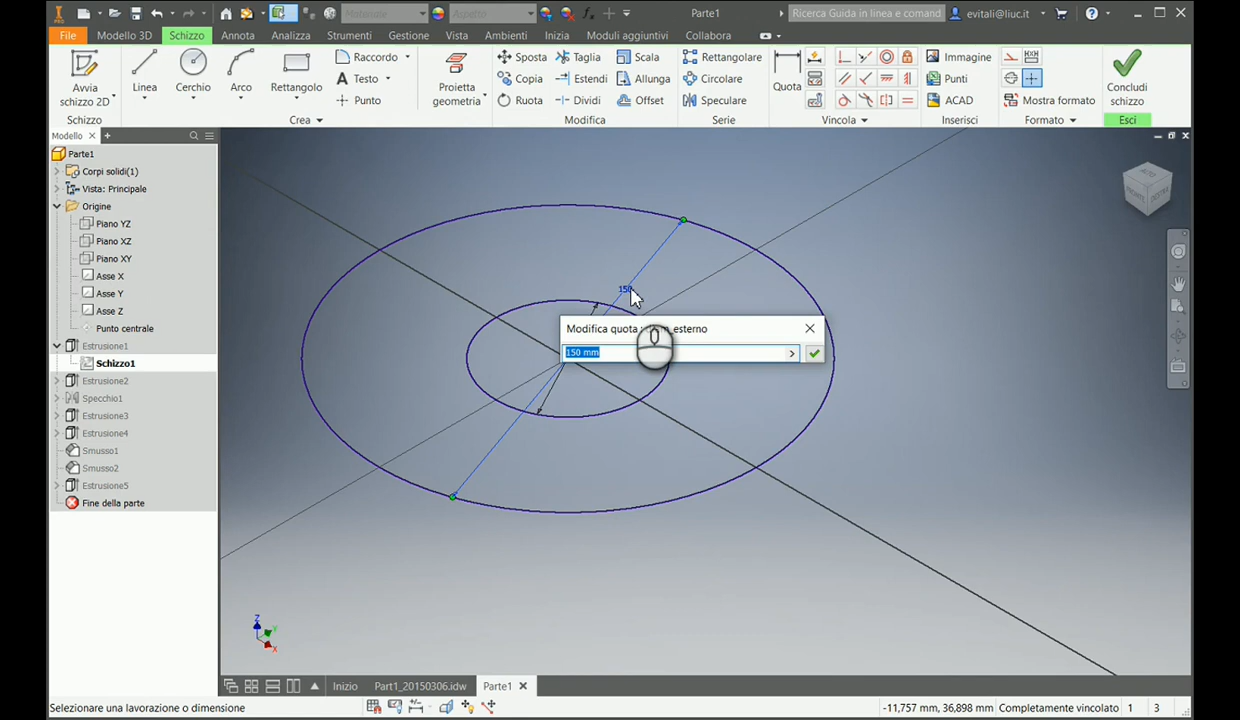 Parte1
Ricerca Guida in linea e comand
evitali@liuc.it
File
Modello 3D
Schizzo
Annota
Analizza
Strumenti
Gestione
Vista
Ambienti
Inizia
Moduli aggiuntivi
Collabora
Avvia
schizzo 2D
Linea
Cerchio
Arco
Rettangolo
Raccordo
Testo
Punto
Proietta
geometria
Sposta
Copia
Ruota
Taglia
Estendi
Dividi
Scala
Allunga
Offset
Rettangolare
Circolare
Speculare
Quota
Immagine
Punti
ACAD
Mostra formato
Concludi
schizzo
Schizzo
Crea
Modifica
Serie
Vincola
Inserisci
Formato
Esci
Modello
Parte1
Corpi solidi(1)
Vista: Principale
Origine
Piano YZ
Piano XZ
Piano XY
Asse X
Asse Y
Asse Z
Punto centrale
Estrusione1
Schizzo1
Estrusione2
Specchio1
Estrusione3
Estrusione4
Smusso1
Smusso2
Estrusione5
Fine della parte
Modifica quota : esterno
150 mm
Z
Y
X
Inizio
Part1_20150306.idw
Parte1
Selezionare una lavorazione o dimensione
-11,757 mm, 36,898 mm
Completamente vincolato
1
3